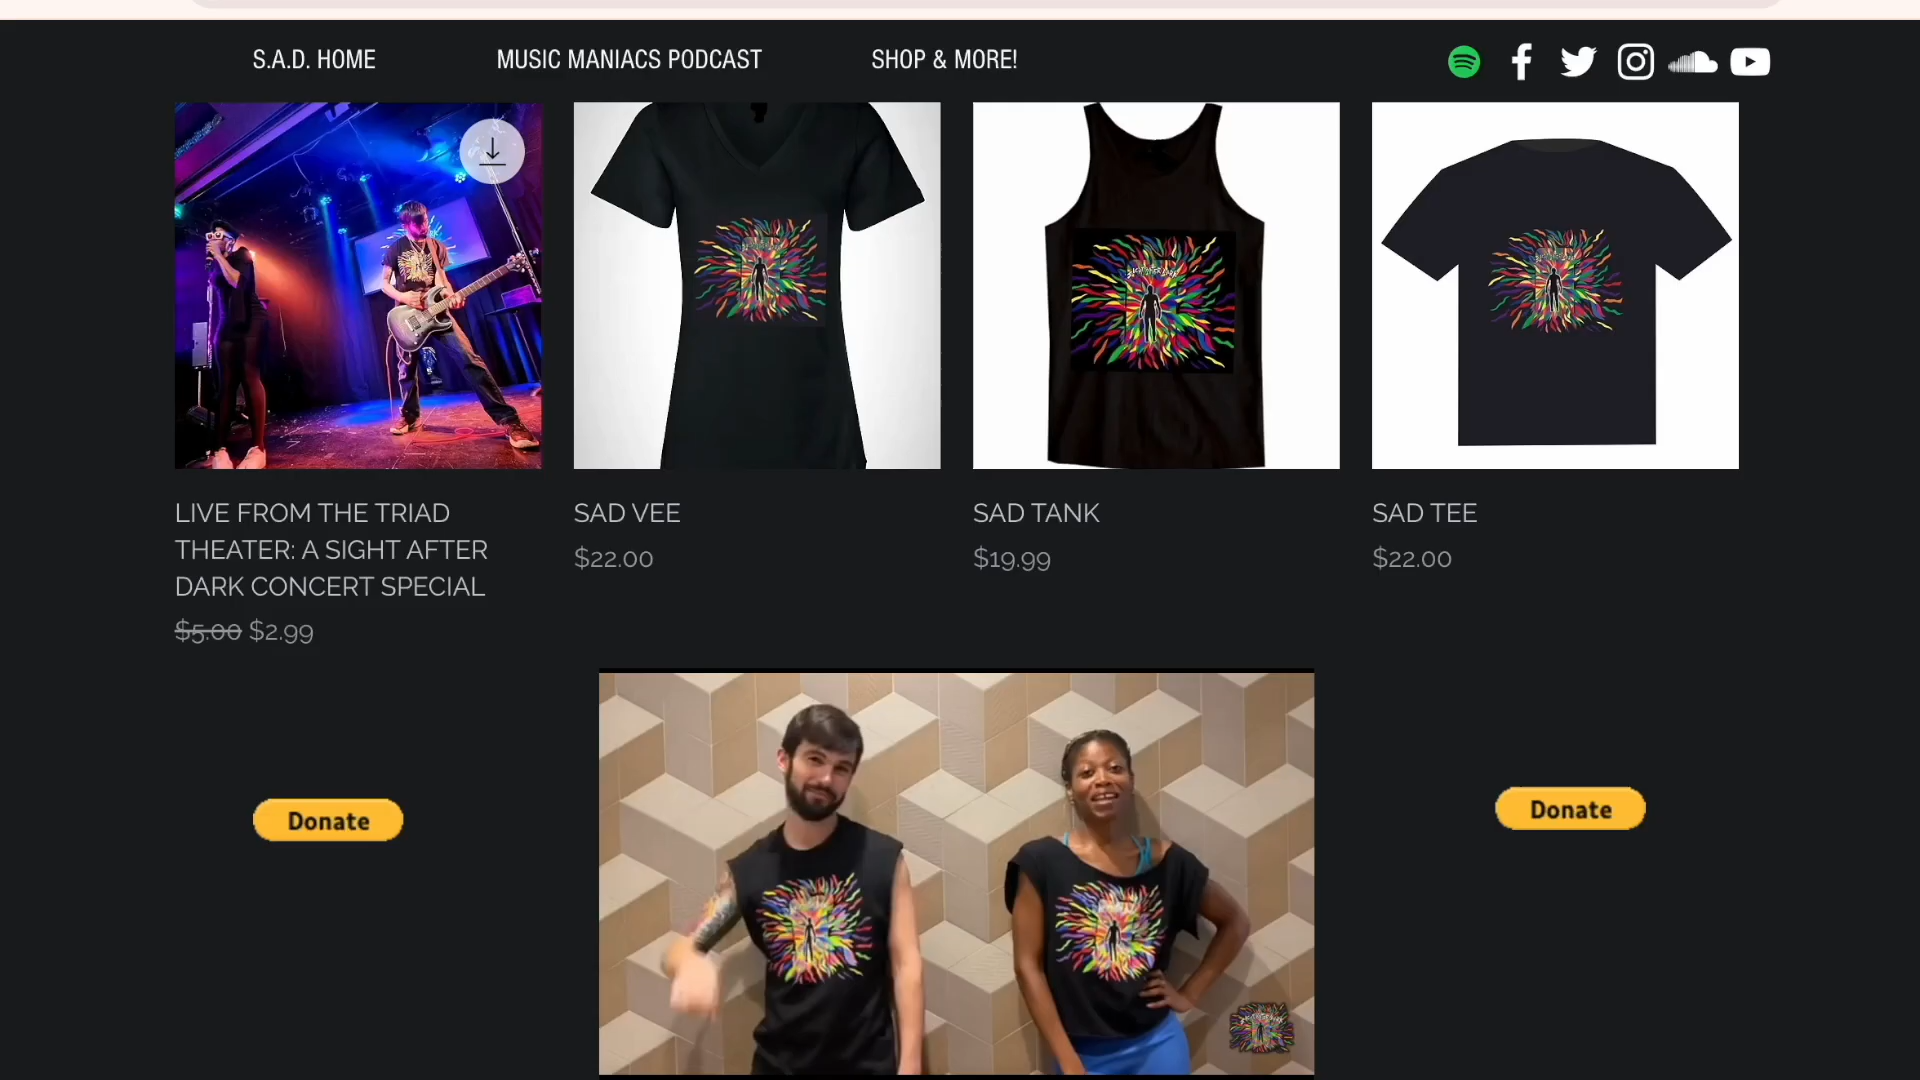 S.A.D. HOME
MUSIC MANIACS PODCAST
SHOP & MORE!
LIVE FROM THE TRIAD
THEATER: A SIGHT AFTER
DARK CONCERT SPECIAL
$5.00 $2.99
SAD VEE
$22.00
SAD TANK
$19.99
SAD TEE
$22.00
Donate
Donate